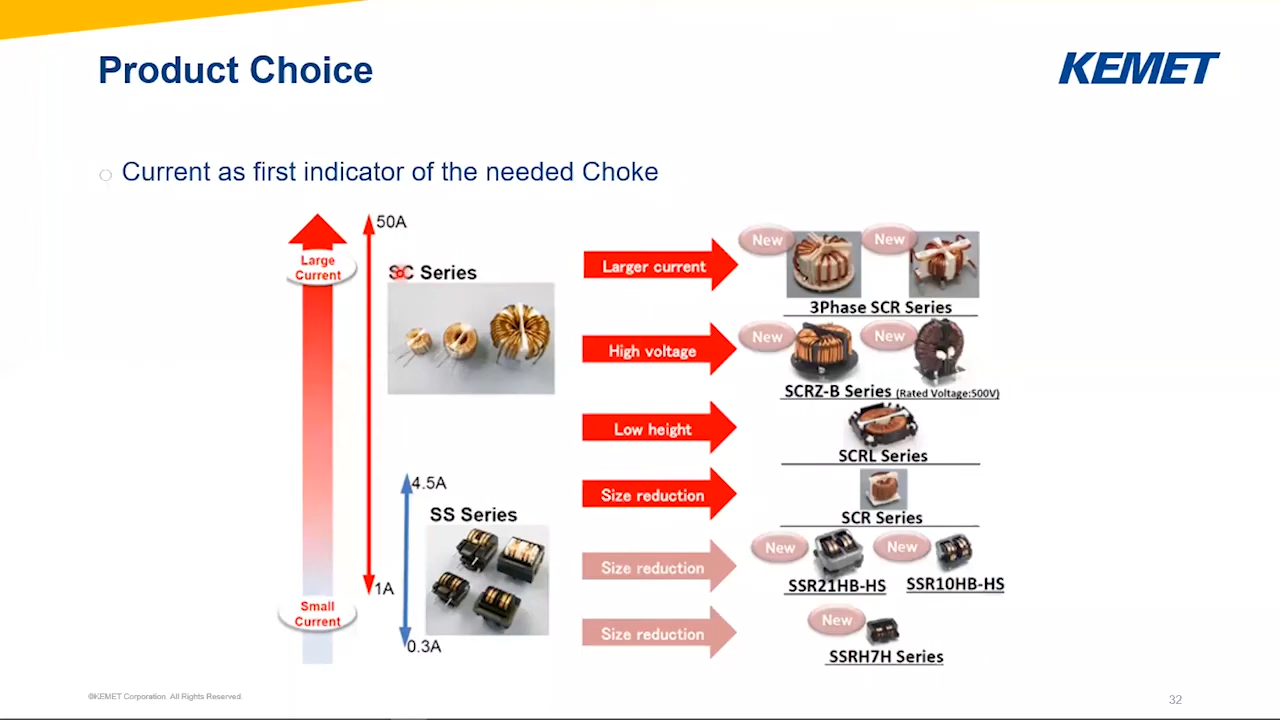 Product Choice
KEMET
Current as first indicator of the needed Choke
50A
Large
Current
SC Series
Larger current
New
New
3Phase SCR Series
High voltage
New
New
SCRZ-B Series (Rated Voltage:500V)
Low height
SCRL Series
4.5A
Size reduction
SCR Series
SS Series
Size reduction
New
New
SSR21HB-HS
SSR10HB-HS
1A
Small
Current
0.3A
Size reduction
New
SSRH7H Series
©KEMET Corporation. All Rights Reserved.
32